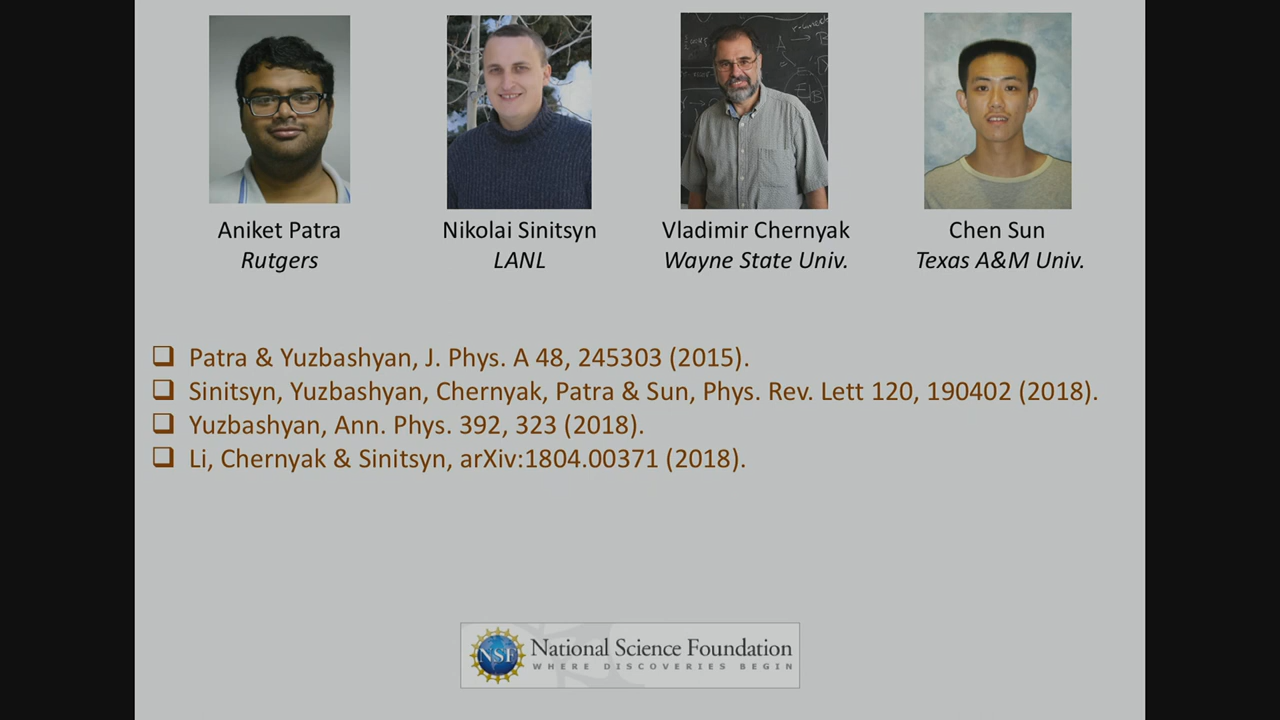 Aniket Patra
Rutgers
Nikolai Sinitsyn
LANL
Vladimir Chernyak
Wayne State Univ.
Chen Sun
Texas A&M Univ.
❑ Patra & Yuzbashyan, J. Phys. A 48, 245303 (2015).
❑ Sinitsyn, Yuzbashyan, Chernyak, Patra & Sun, Phys. Rev. Lett 120, 190402 (2018).
❑ Yuzbashyan, Ann. Phys. 392, 323 (2018).
❑ Li, Chernyak & Sinitsyn, arXiv:1804.00371 (2018).
NSF
National Science Foundation
WHERE DISCOVERIES BEGIN